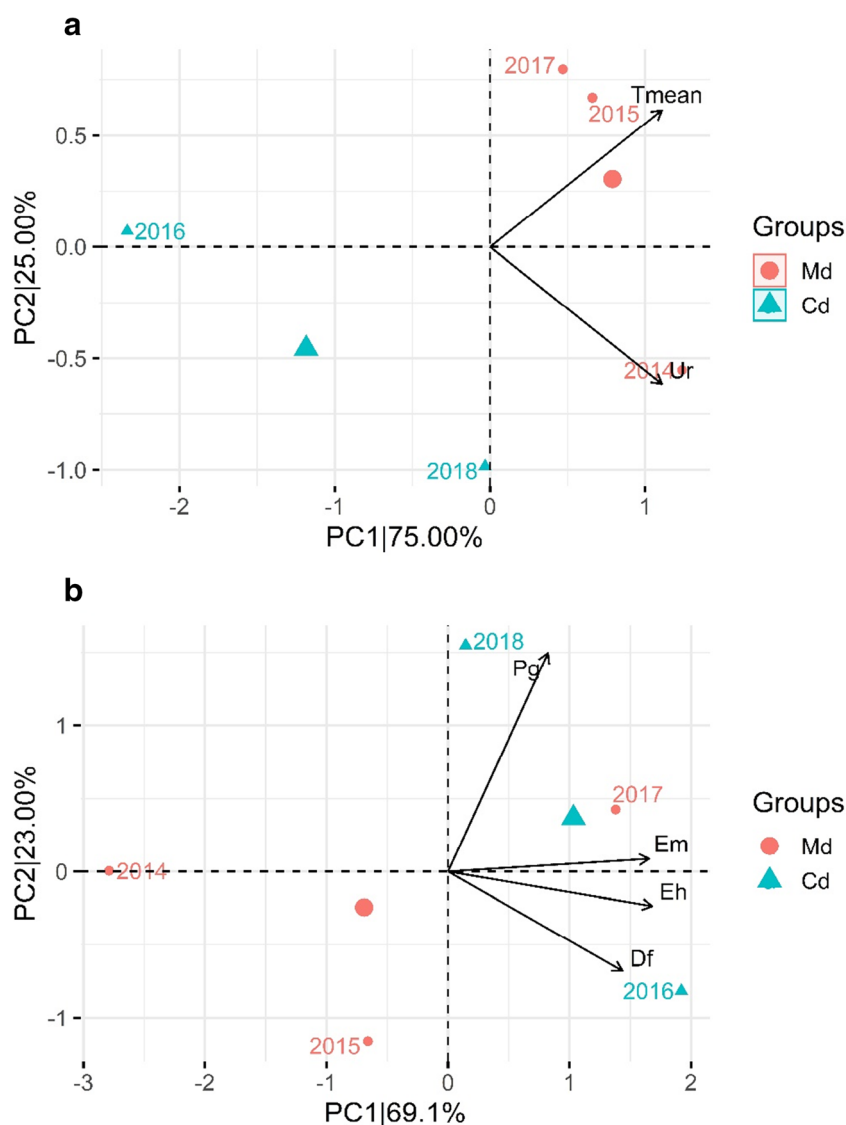 a
2017
Tmean
2015
0.5
2016
0.0
-0.5
2014
Ur
2018
-1.0
-2
-1
0
1
PC1|75.00%
PC2|25.00%
Groups
Md
Cd
b
2018
Pg
1
2017
Em
0
2014
Eh
Df
2016
-1
2015
-3
-2
-1
0
1
2
PC1|69.1%
PC2|23.00%
Groups
Md
Cd